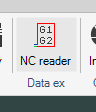 G1
G2
NC reader
Data ex